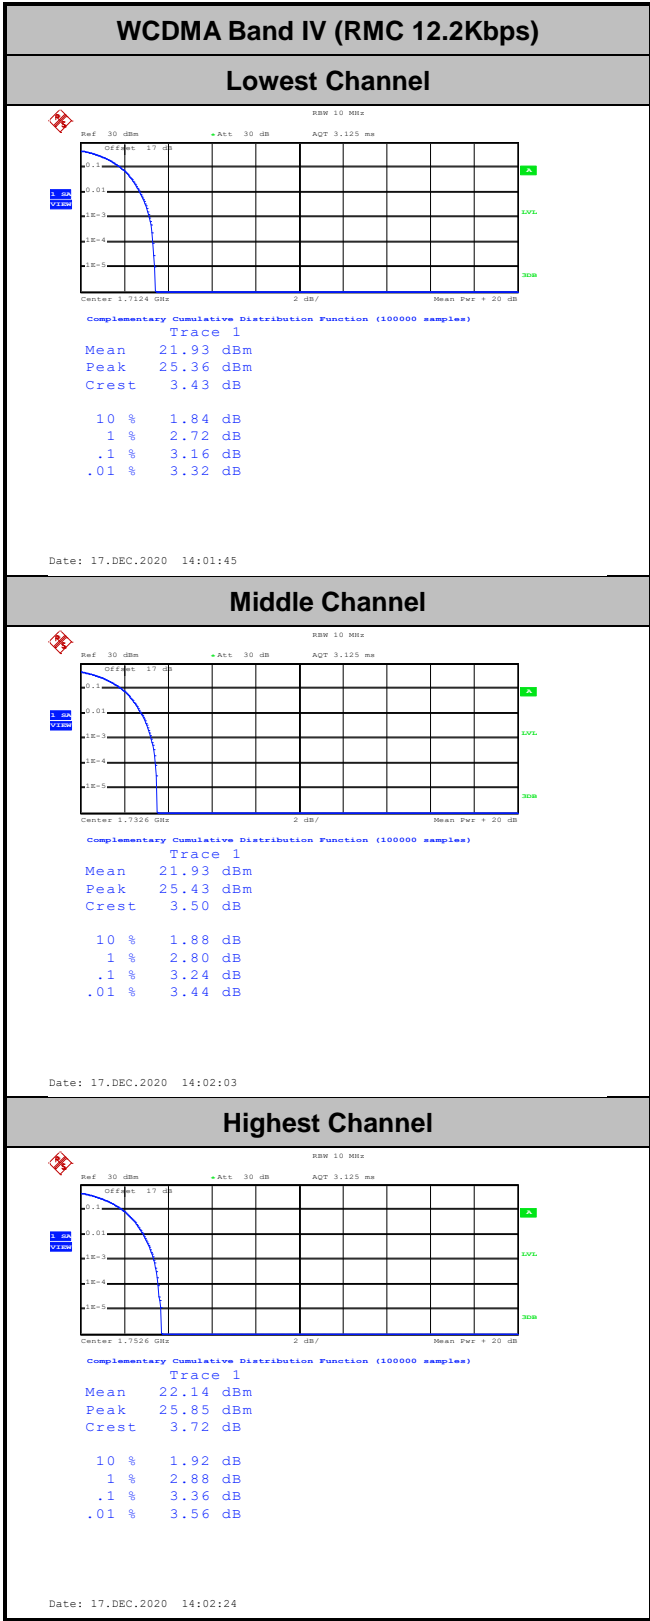 WCDMA Band IV (RMC 12.2Kbps)
Lowest Channel
RBW 10 MHz
Ref 30 dBm *Att 30 dB AQT 3.125 ms
Offset 17 dB
0.1
A
0.01
1 SA
VIEW
LVL
1E-3
1E-4
1E-5
3DB
Center 1.7124 GHz 2 dB/ Mean Pwr + 20 dB
Complementary Cumulative Distribution Function (100000 samples)
Trace 1
Mean 21.93 dBm
Peak 25.36 dBm
Crest 3.43 dB
10 % 1.84 dB
1 % 2.72 dB
.1 % 3.16 dB
.01 % 3.32 dB
Date: 17.DEC.2020 14:01:45
Middle Channel
RBW 10 MHz
Ref 30 dBm *Att 30 dB AQT 3.125 ms
Offset 17 dB
0.1
A
0.01
1 SA
VIEW
LVL
1E-3
1E-4
1E-5
3DB
Center 1.7326 GHz 2 dB/ Mean Pwr + 20 dB
Complementary Cumulative Distribution Function (100000 samples)
Trace 1
Mean 21.93 dBm
Peak 25.43 dBm
Crest 3.50 dB
10 % 1.88 dB
1 % 2.80 dB
.1 % 3.24 dB
.01 % 3.44 dB
Date: 17.DEC.2020 14:02:03
Highest Channel
RBW 10 MHz
Ref 30 dBm *Att 30 dB AQT 3.125 ms
Offset 17 dB
0.1
A
0.01
1 SA
VIEW
LVL
1E-3
1E-4
1E-5
3DB
Center 1.7526 GHz 2 dB/ Mean Pwr + 20 dB
Complementary Cumulative Distribution Function (100000 samples)
Trace 1
Mean 22.14 dBm
Peak 25.85 dBm
Crest 3.72 dB
10 % 1.92 dB
1 % 2.88 dB
.1 % 3.36 dB
.01 % 3.56 dB
Date: 17.DEC.2020 14:02:24